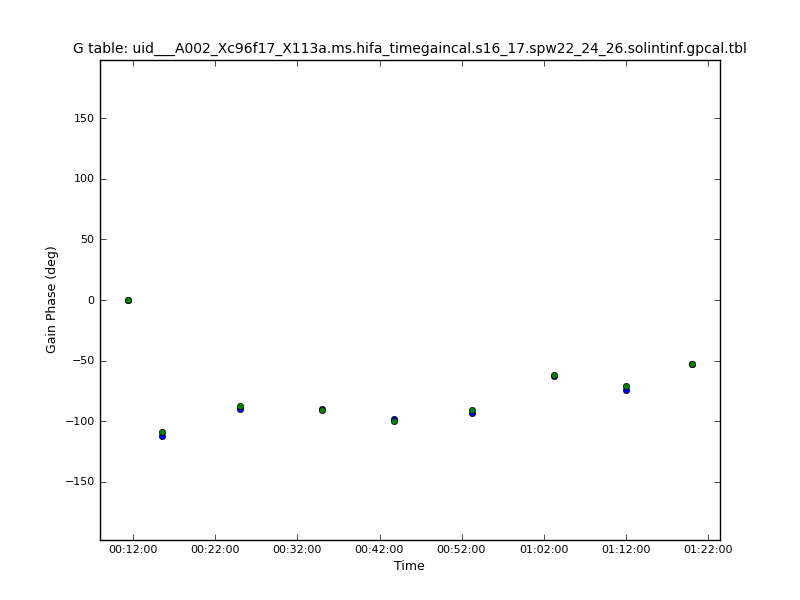 G table: uid___A002_Xc96f17_X113a.ms.hifa_timegaincal.s16_17.spw22_24_26.solintinf.gpcal.tbl
150
100
50
0
−50
−100
−150
Gain Phase (deg)
00:12:00 00:22:00 00:32:00 00:42:00 00:52:00 01:02:00 01:12:00 01:22:00
Time